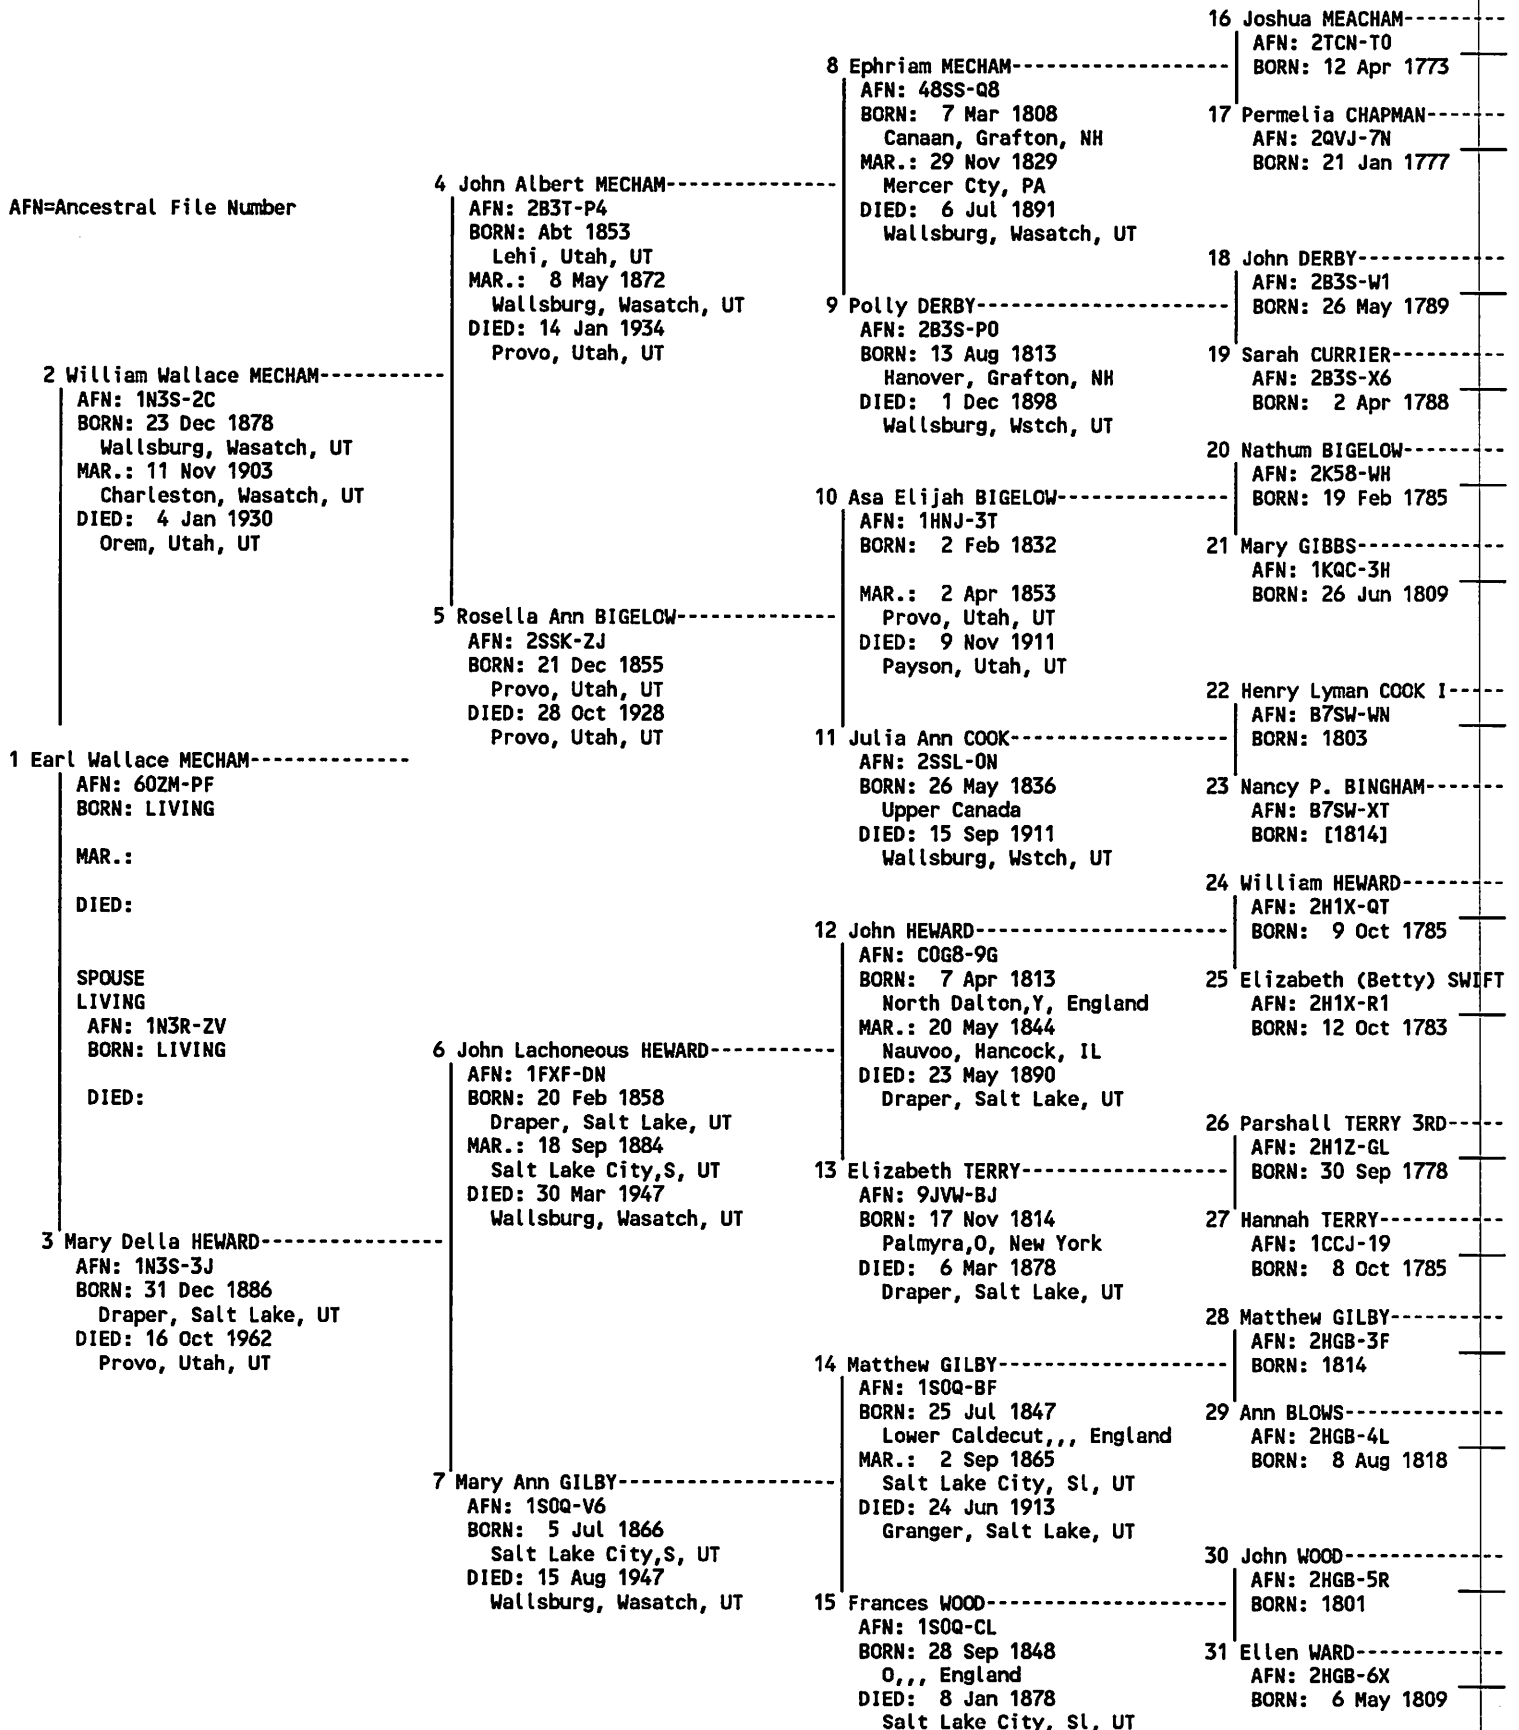 AFN=Ancestral File Number
1 Earl Wallace MECHAM--------------
AFN: 60ZM-PF
BORN: LIVING
MAR.:
DIED:
SPOUSE
LIVING
AFN: 1N3R-ZV
BORN: LIVING
DIED:
2 William Wallace MECHAM-----------
AFN: 1N3S-2C
BORN: 23 Dec 1878
Wallsburg, Wasatch, UT
MAR.: 11 Nov 1903
Charleston, Wasatch, UT
DIED: 4 Jan 1930
Orem, Utah, UT
3 Mary Della HEWARD----------------
AFN: 1N3S-3J
BORN: 31 Dec 1886
Draper, Salt Lake, UT
DIED: 16 Oct 1962
Provo, Utah, UT
4 John Albert MECHAM---------------
AFN: 2B3T-P4
BORN: Abt 1853
Lehi, Utah, UT
MAR.: 8 May 1872
Wallsburg, Wasatch, UT
DIED: 14 Jan 1934
Provo, Utah, UT
5 Rosella Ann BIGELOW--------------
AFN: 2SSK-ZJ
BORN: 21 Dec 1855
Provo, Utah, UT
DIED: 28 Oct 1928
Provo, Utah, UT
6 John Lachoneous HEWARD-----------
AFN: 1FXF-DN
BORN: 20 Feb 1858
Draper, Salt Lake, UT
MAR.: 18 Sep 1884
Salt Lake City,S, UT
DIED: 30 Mar 1947
Wallsburg, Wasatch, UT
7 Mary Ann GILBY-------------------
AFN: 1S0Q-V6
BORN: 5 Jul 1866
Salt Lake City,S, UT
DIED: 15 Aug 1947
Wallsburg, Wasatch, UT
8 Ephriam MECHAM-------------------
AFN: 48SS-Q8
BORN: 7 Mar 1808
Canaan, Grafton, NH
MAR.: 29 Nov 1829
Mercer Cty, PA
DIED: 6 Jul 1891
Wallsburg, Wasatch, UT
9 Polly DERBY----------------------
AFN: 2B3S-P0
BORN: 13 Aug 1813
Hanover, Grafton, NH
DIED: 1 Dec 1898
Wallsburg, Wstch, UT
10 Asa Elijah BIGELOW---------------
AFN: 1HNJ-3T
BORN: 2 Feb 1832
MAR.: 2 Apr 1853
Provo, Utah, UT
DIED: 9 Nov 1911
Payson, Utah, UT
11 Julia Ann COOK-------------------
AFN: 2SSL-0N
BORN: 26 May 1836
Upper Canada
DIED: 15 Sep 1911
Wallsburg, Wstch, UT
12 John HEWARD----------------------
AFN: C0G8-9G
BORN: 7 Apr 1813
North Dalton,Y, England
MAR.: 20 May 1844
Nauvoo, Hancock, IL
DIED: 23 May 1890
Draper, Salt Lake, UT
13 Elizabeth TERRY------------------
AFN: 9JVW-BJ
BORN: 17 Nov 1814
Palmyra,O, New York
DIED: 6 Mar 1878
Draper, Salt Lake, UT
14 Matthew GILBY--------------------
AFN: 1S0Q-BF
BORN: 25 Jul 1847
Lower Caldecut,,, England
MAR.: 2 Sep 1865
Salt Lake City, Sl, UT
DIED: 24 Jun 1913
Granger, Salt Lake, UT
15 Frances WOOD---------------------
AFN: 1S0Q-CL
BORN: 28 Sep 1848
O,,, England
DIED: 8 Jan 1878
Salt Lake City, Sl, UT
16 Joshua MEACHAM---------
AFN: 2TCN-T0
BORN: 12 Apr 1773
17 Permelia CHAPMAN-------
AFN: 2QVJ-7N
BORN: 21 Jan 1777
18 John DERBY-------------
AFN: 2B3S-W1
BORN: 26 May 1789
19 Sarah CURRIER----------
AFN: 2B3S-X6
BORN: 2 Apr 1788
20 Nathum BIGELOW---------
AFN: 2K58-WH
BORN: 19 Feb 1785
21 Mary GIBBS-------------
AFN: 1KQC-3H
BORN: 26 Jun 1809
22 Henry Lyman COOK I-----
AFN: B7SW-WN
BORN: 1803
23 Nancy P. BINGHAM-------
AFN: B7SW-XT
BORN: [1814]
24 William HEWARD---------
AFN: 2H1X-QT
BORN: 9 Oct 1785
25 Elizabeth (Betty) SWIFT
AFN: 2H1X-R1
BORN: 12 Oct 1783
26 Parshall TERRY 3RD-----
AFN: 2H1Z-GL
BORN: 30 Sep 1778
27 Hannah TERRY-----------
AFN: 1CCJ-19
BORN: 8 Oct 1785
28 Matthew GILBY----------
AFN: 2HGB-3F
BORN: 1814
29 Ann BLOWS--------------
AFN: 2HGB-4L
BORN: 8 Aug 1818
30 John WOOD--------------
AFN: 2HGB-5R
BORN: 1801
31 Ellen WARD-------------
AFN: 2HGB-6X
BORN: 6 May 1809